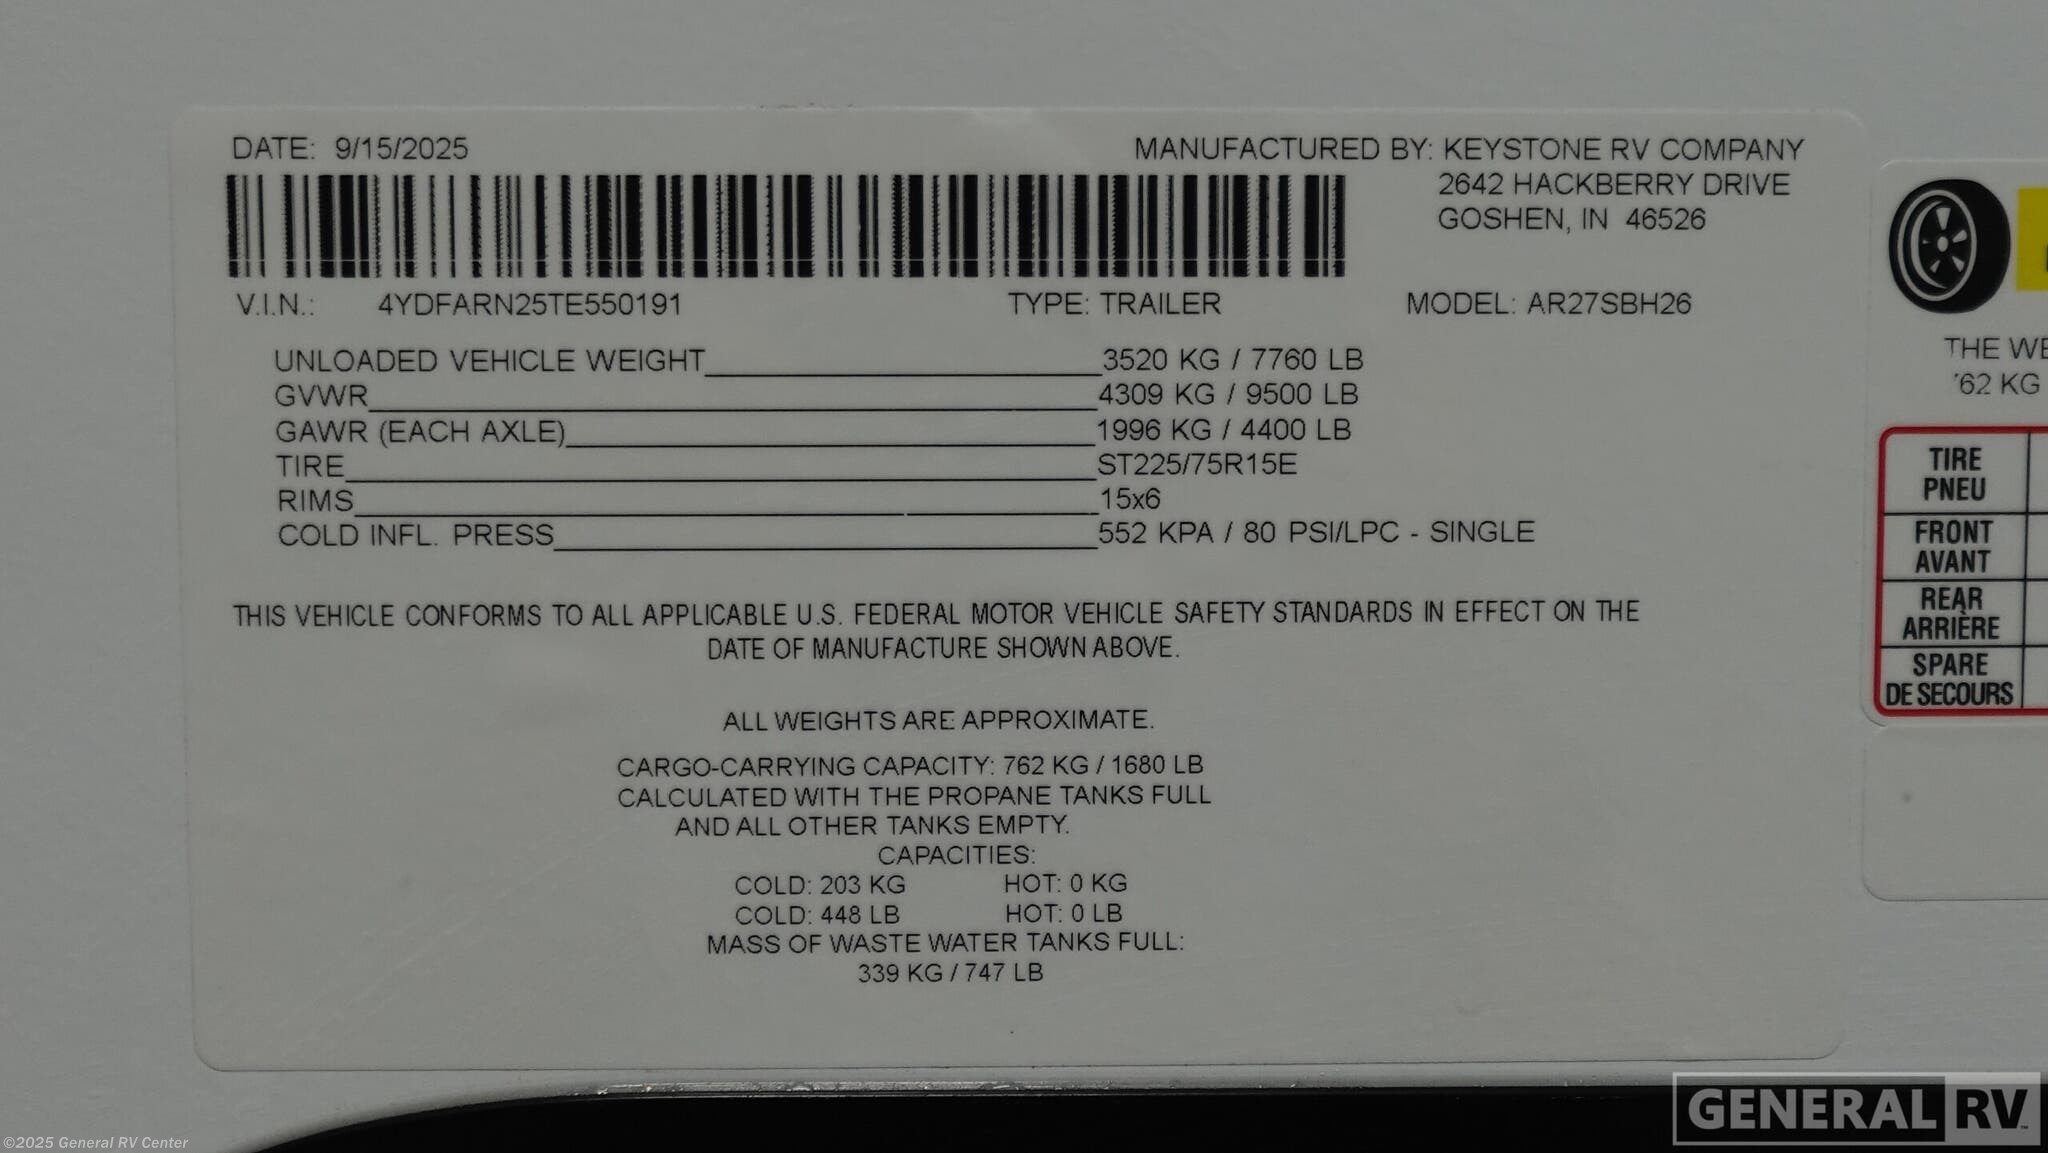 DATE: 9/15/2025
MANUFACTURED BY: KEYSTONE RV COMPANY
2642 HACKBERRY DRIVE
GOSHEN, IN 46526
V.I.N.: 4YDFARN25TE550191 TYPE: TRAILER MODEL: AR27SBH26
UNLOADED VEHICLE WEIGHT 3520 KG / 7760 LB
GVWR 4309 KG / 9500 LB
GAWR (EACH AXLE) 1996 KG / 4400 LB
TIRE ST225/75R15E
RIMS 15x6
COLD INFL. PRESS 552 KPA / 80 PSI/LPC - SINGLE
THIS VEHICLE CONFORMS TO ALL APPLICABLE U.S. FEDERAL MOTOR VEHICLE SAFETY STANDARDS IN EFFECT ON THE
DATE OF MANUFACTURE SHOWN ABOVE.
ALL WEIGHTS ARE APPROXIMATE.
CARGO-CARRYING CAPACITY: 762 KG / 1680 LB
CALCULATED WITH THE PROPANE TANKS FULL
AND ALL OTHER TANKS EMPTY.
CAPACITIES:
COLD: 203 KG HOT: 0 KG
COLD: 448 LB HOT: 0 LB
MASS OF WASTE WATER TANKS FULL:
339 KG / 747 LB
THE
62 KG
TIRE
PNEU
FRONT
AVANT
REAR
ARRIÈRE
SPARE
DE SECOURS
GENERAL RV
©2025 General RV Center